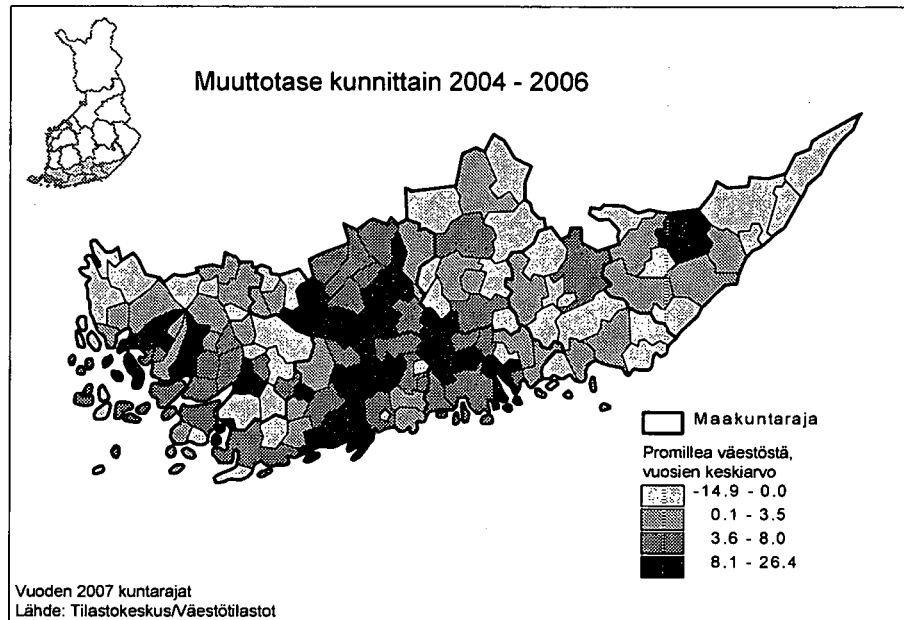 Muuttotase kunnittain 2004 - 2006
Maakuntaraja
Promillea väestöstä,
vuosien keskiarvo
-14.9 - 0.0
0.1 - 3.5
3.6 - 8.0
8.1 - 26.4
Vuoden 2007 kuntarajat
Lähde: Tilastokeskus/Väestötilastot